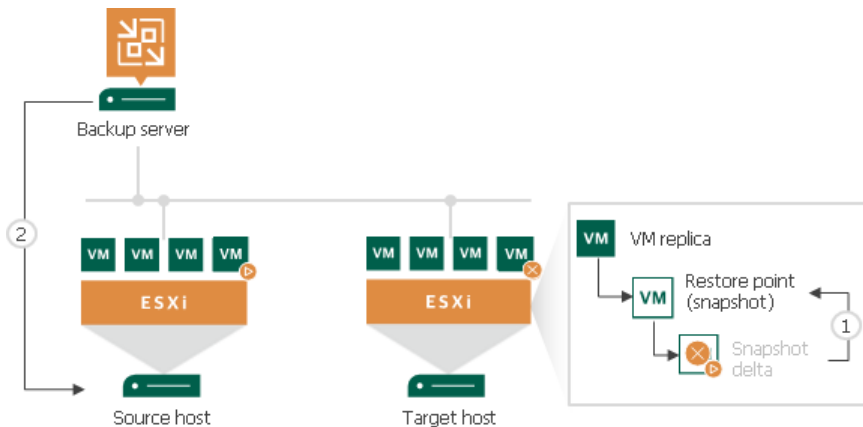 Backup server
2
VM VM VM VM
ESXi
Source host
VM VM VM VM
ESXi
Target host
VM VM replica
VM Restore point
(snapshot)
1
Snapshot
delta